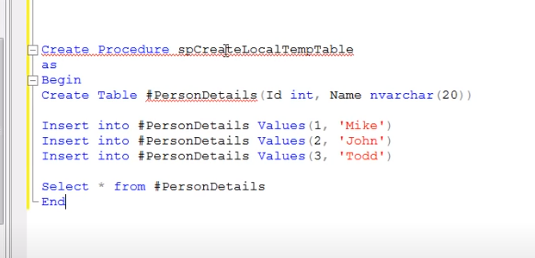 Create Procedure spCreateLocalTempTable
as
Begin
Create Table #PersonDetails(Id int, Name nvarchar(20))
Insert into #PersonDetails Values(1, 'Mike')
Insert into #PersonDetails Values(2, 'John')
Insert into #PersonDetails Values(3, 'Todd')
Select * from #PersonDetails
End